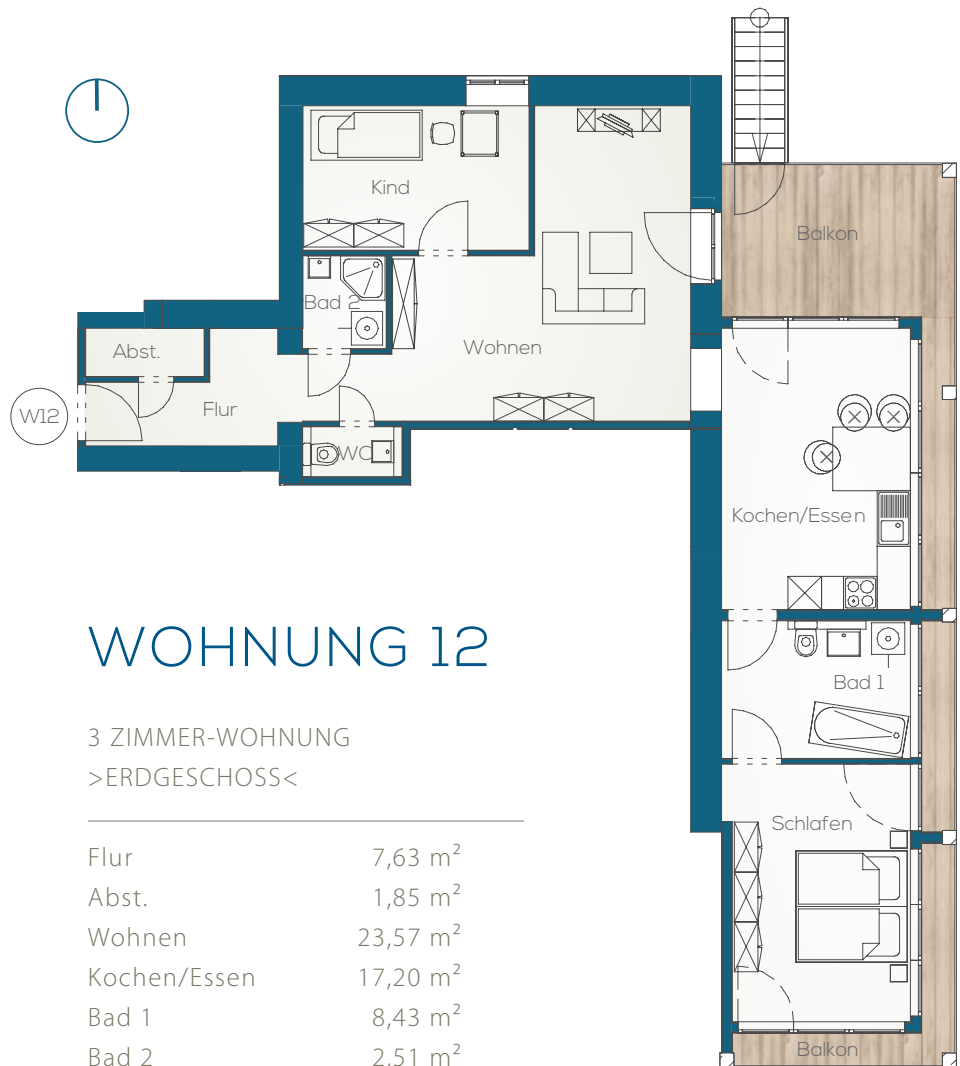 Kind
Balkon
Bad 2
Wohnen
Abst.
Flur
W12
WC
Kochen/Essen
Bad 1
Schlafen
Balkon
WOHNUNG 12
3 ZIMMER-WOHNUNG
>ERDGESCHOSS<
Flur 7,63 m²
Abst. 1,85 m²
Wohnen 23,57 m²
Kochen/Essen 17,20 m²
Bad 1 8,43 m²
Bad 2 2,51 m²